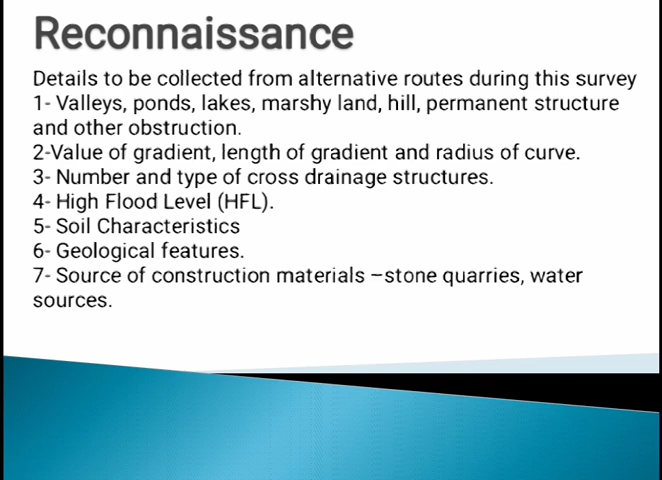 Reconnaissance
Details to be collected from alternative routes during this survey
1- Valleys, ponds, lakes, marshy land, hill, permanent structure
and other obstruction.
2-Value of gradient, length of gradient and radius of curve.
3- Number and type of cross drainage structures.
4- High Flood Level (HFL).
5- Soil Characteristics
6- Geological features.
7- Source of construction materials –stone quarries, water
sources.